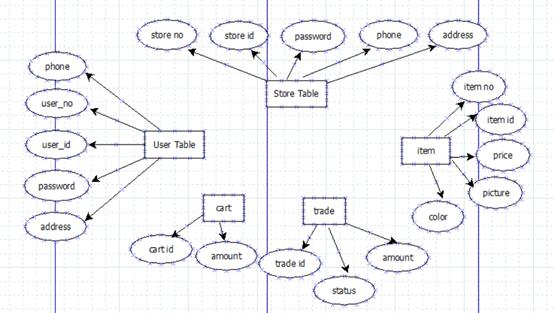 store no
store id
password
phone
address
Store Table
phone
user_no
user_id
password
address
User Table
item no
item id
price
picture
color
item
cart
cart id
amount
trade
trade id
status
amount